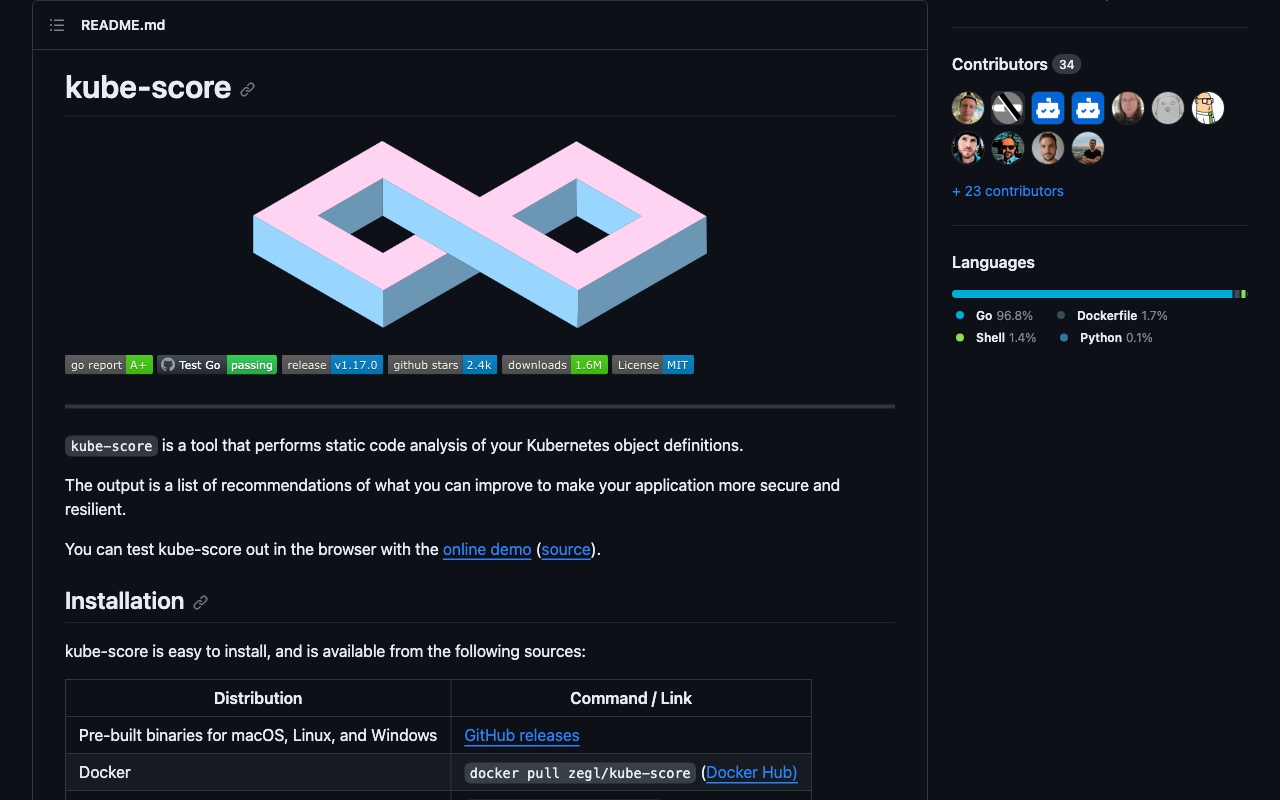 README.md
kube-score
go report A+ Test Go passing release v1.17.0 github stars 2.4k downloads 1.6M License MIT
kube-score is a tool that performs static code analysis of your Kubernetes object definitions.
The output is a list of recommendations of what you can improve to make your application more secure and
resilient.
You can test kube-score out in the browser with the online demo (source).
Installation
kube-score is easy to install, and is available from the following sources:
Distribution Command / Link
Pre-built binaries for macOS, Linux, and Windows GitHub releases
Docker docker pull zegl/kube-score (Docker Hub)
Contributors 34
+ 23 contributors
Languages
Go 96.8% Dockerfile 1.7%
Shell 1.4% Python 0.1%